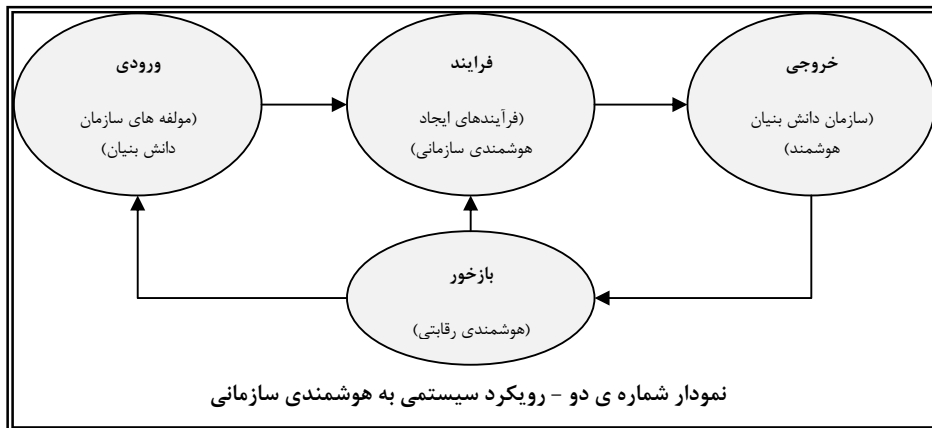 ورودی
(مولفه های سازمان
دانش بنیان)
فرایند
(فرآیندهای ایجاد
هوشمندی سازمانی)
خروجی
(سازمان دانش بنیان
هوشمند)
بازخور
(هوشمندی رقابتی)
نمودار شماره ی دو - رویکرد سیستمی به هوشمندی سازمانی